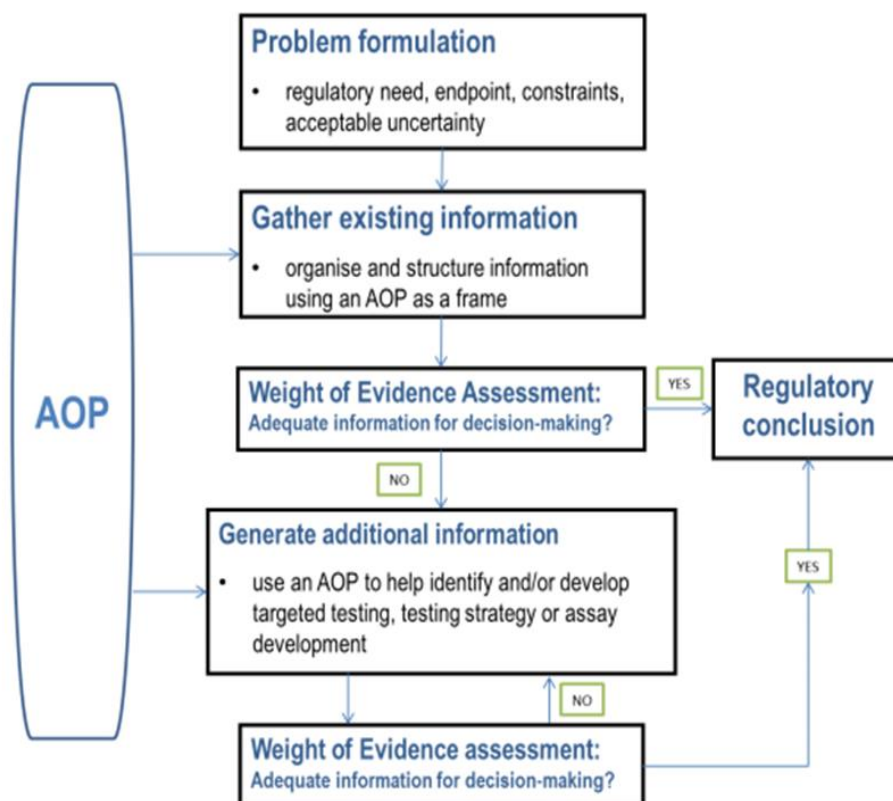 Problem formulation
• regulatory need, endpoint, constraints,
acceptable uncertainty
Gather existing information
• organise and structure information
using an AOP as a frame
AOP
Weight of Evidence Assessment:
Adequate information for decision-making?
YES
Regulatory
conclusion
NO
Generate additional information
• use an AOP to help identify and/or develop
targeted testing, testing strategy or assay
development
YES
NO
Weight of Evidence assessment:
Adequate information for decision-making?